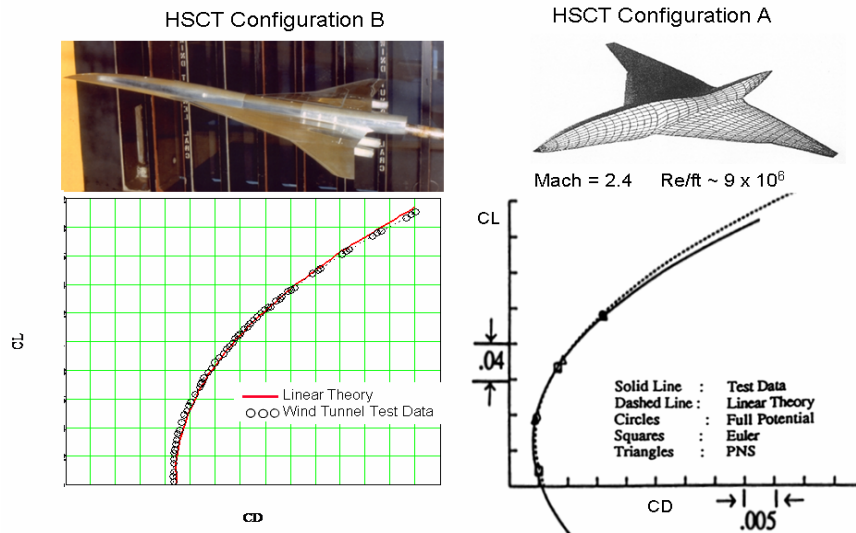 HSCT Configuration B
HSCT Configuration A
Mach = 2.4 Re/ft ~ 9 x 10⁶
CL
CD
Linear Theory
Wind Tunnel Test Data
CL
.04
Solid Line : Test Data
Dashed Line : Linear Theory
Circles : Full Potential
Squares : Euler
Triangles : PNS
CD
.005